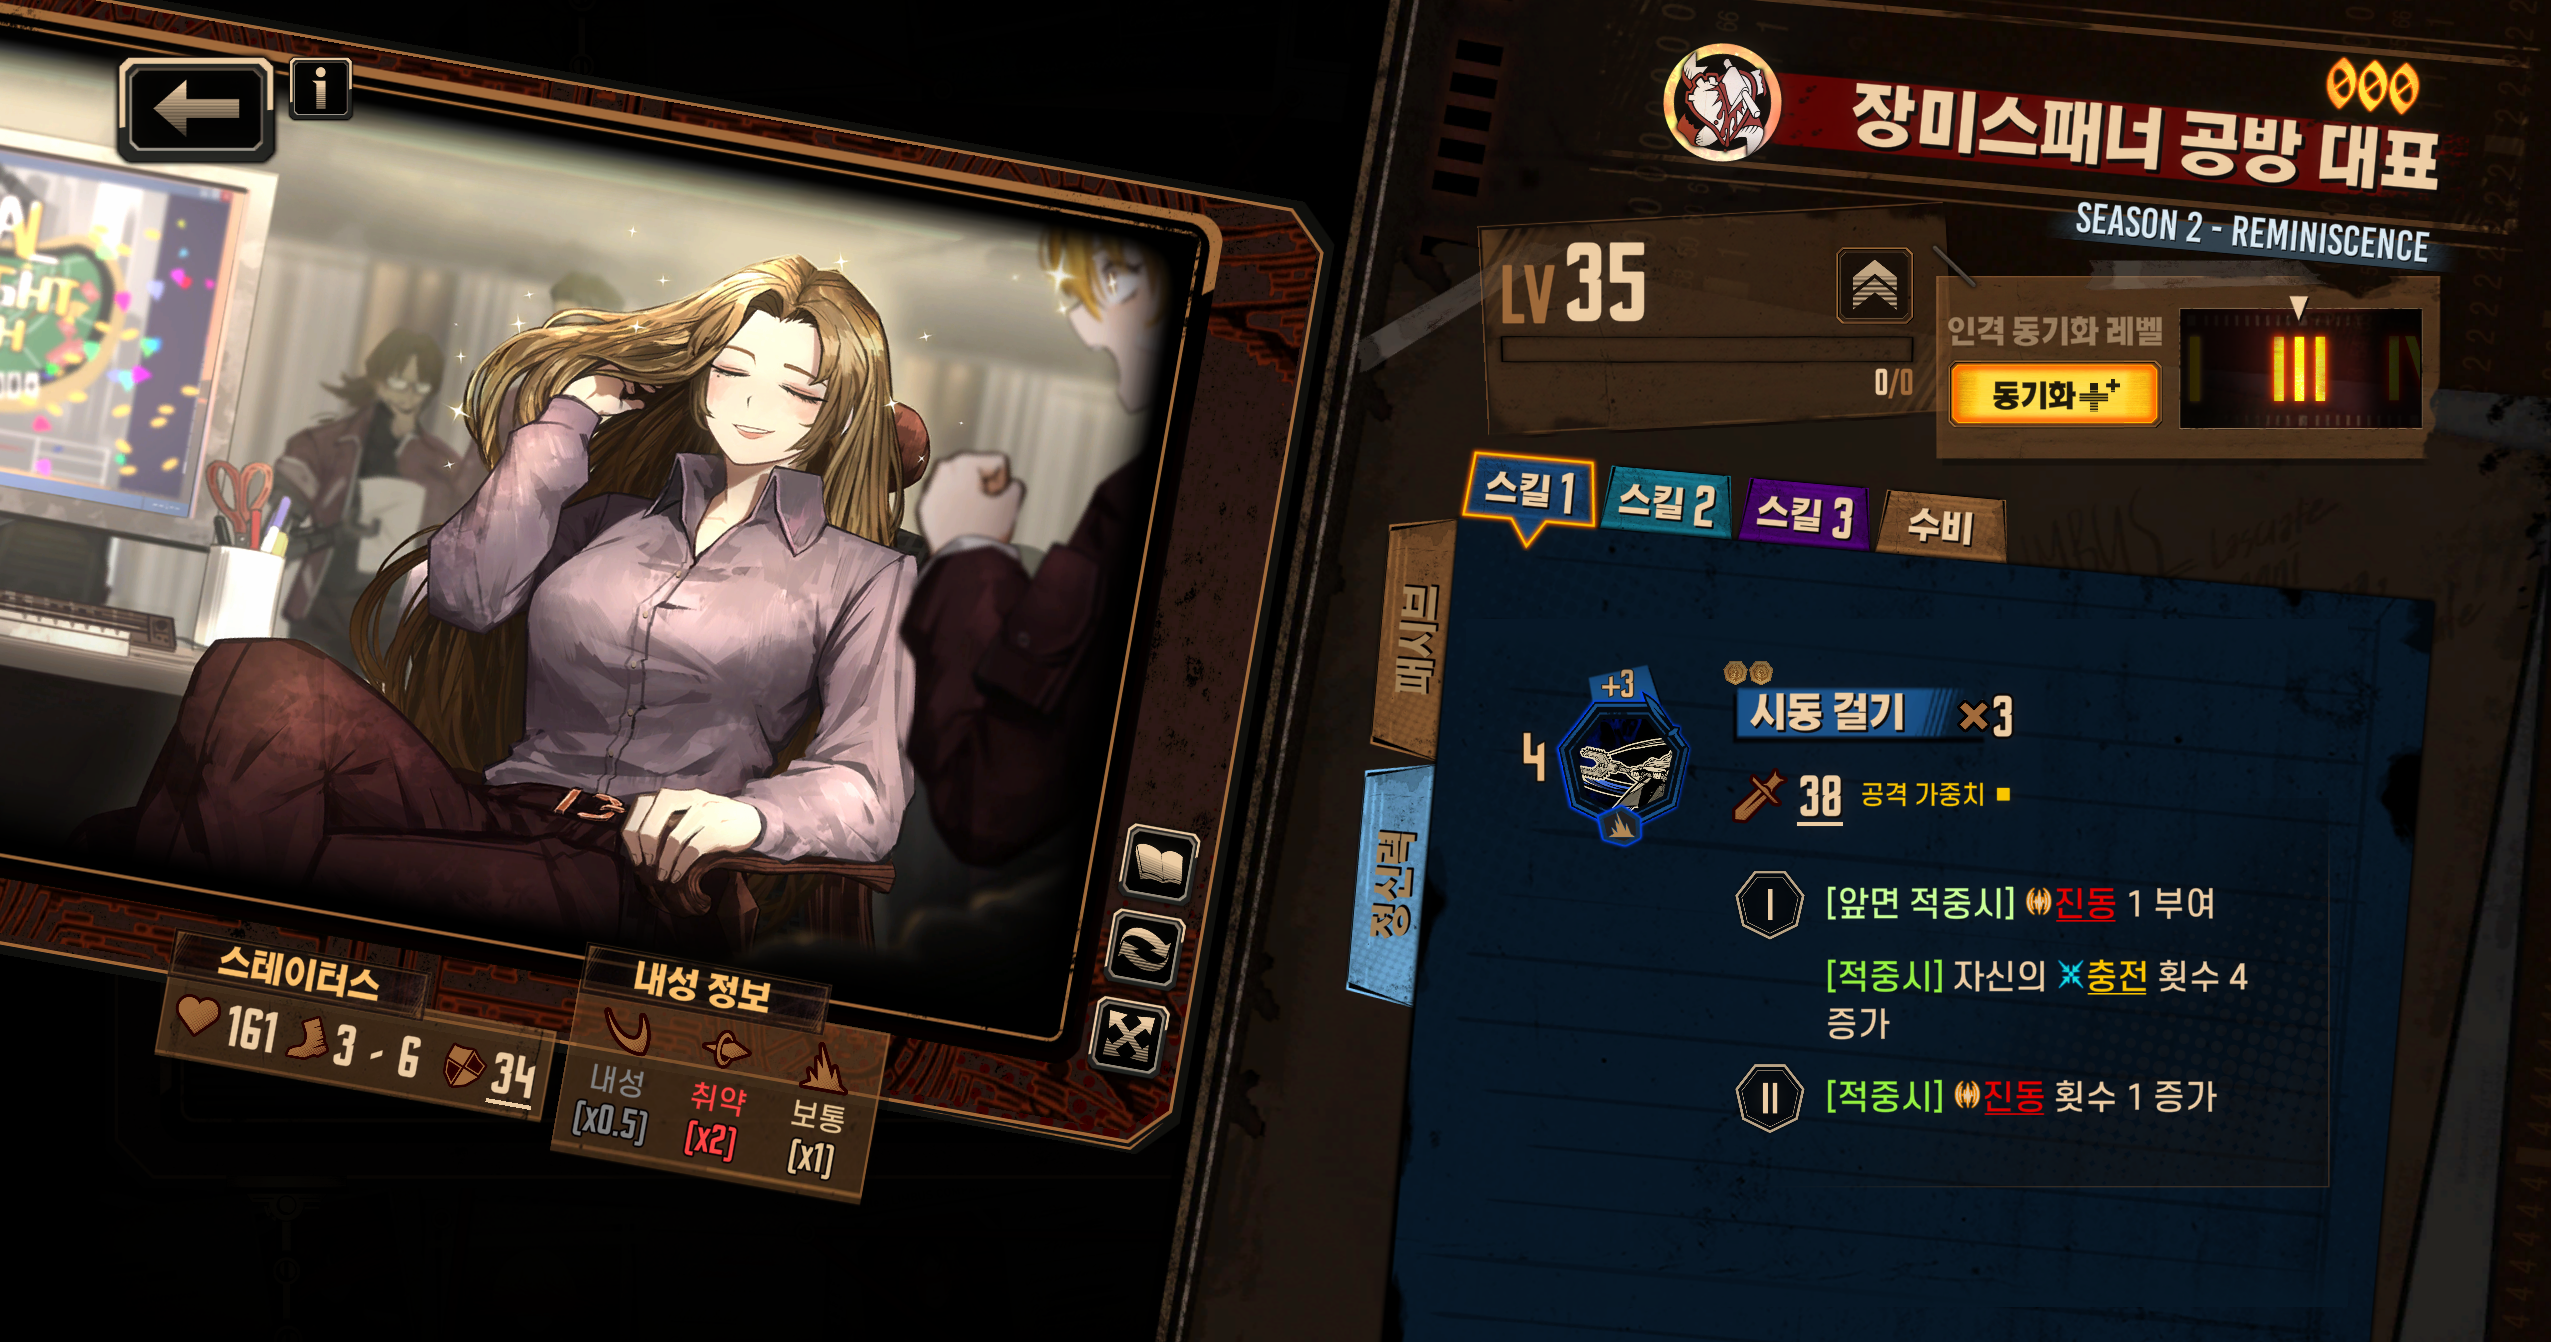 장미스패너 공방 대표
SEASON 2 - REMINISCENCE
LV 35
0/0
인격 동기화 레벨
동기화
III
스킬 1
스킬 2
스킬 3
수비
패시브
정신력
+3
4
시동 걸기 ×3
38 공격 가중치
I [앞면 적중시] 진동 1 부여
[적중시] 자신의 충전 횟수 4
증가
II [적중시] 진동 횟수 1 증가
스테이터스
161 3 - 6 34
내성 정보
내성 취약 보통
[x0.5] [x2] [x1]